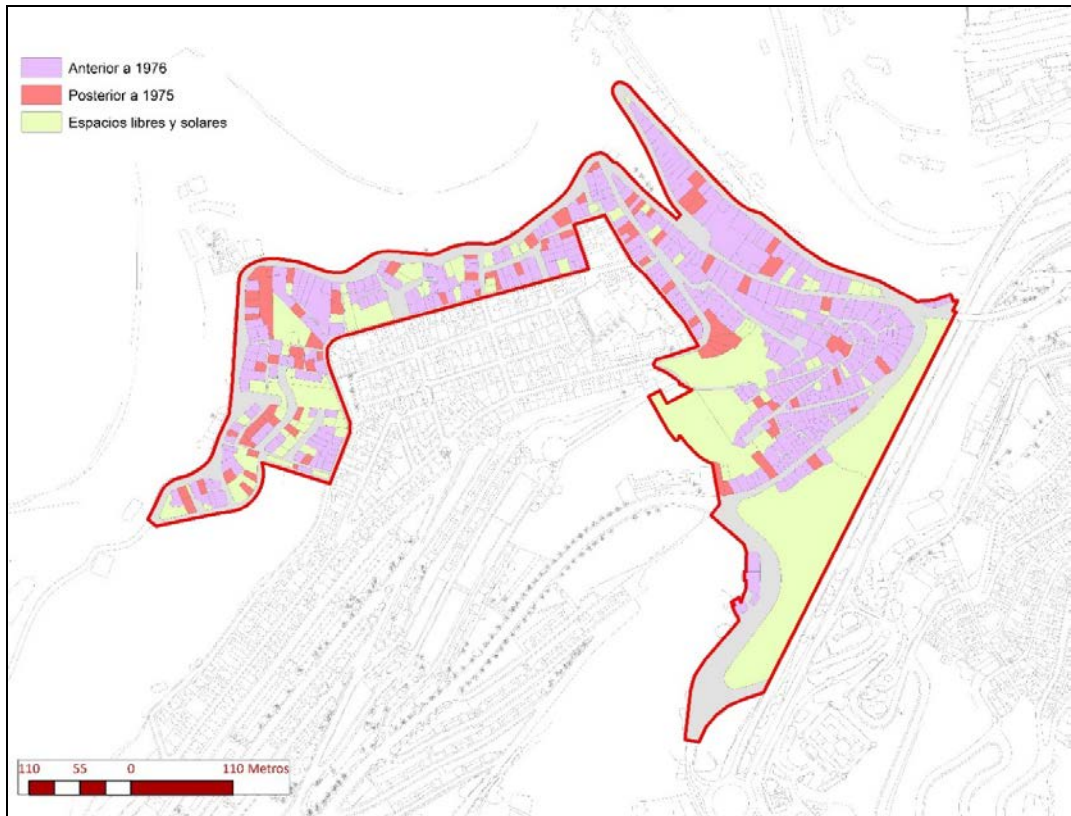 Anterior a 1976
Posterior a 1975
Espacios libres y solares
110 55 0 110 Metros